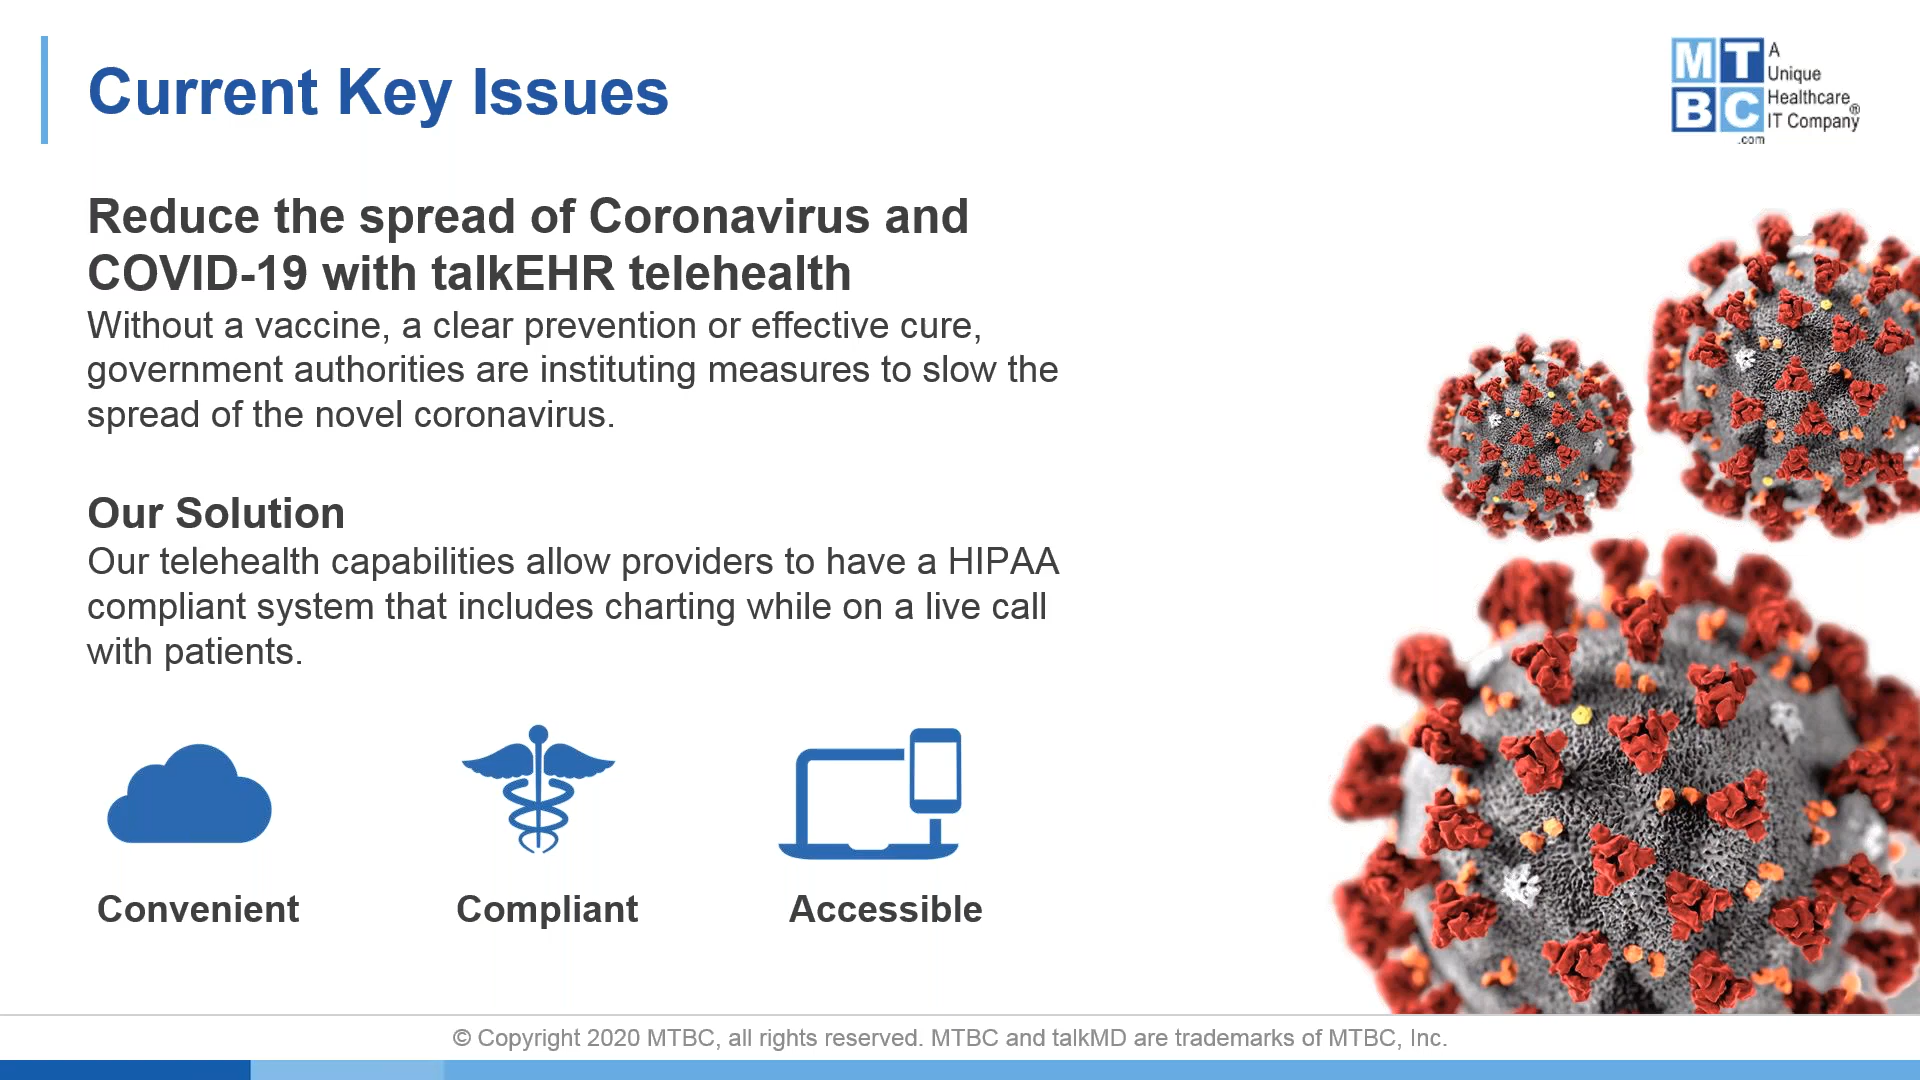 Current Key Issues
MT
BC
A
Unique
Healthcare
IT Company®
.com
Reduce the spread of Coronavirus and
COVID-19 with talkEHR telehealth
Without a vaccine, a clear prevention or effective cure,
government authorities are instituting measures to slow the
spread of the novel coronavirus.
Our Solution
Our telehealth capabilities allow providers to have a HIPAA
compliant system that includes charting while on a live call
with patients.
Convenient
Compliant
Accessible
© Copyright 2020 MTBC, all rights reserved. MTBC and talkMD are trademarks of MTBC, Inc.